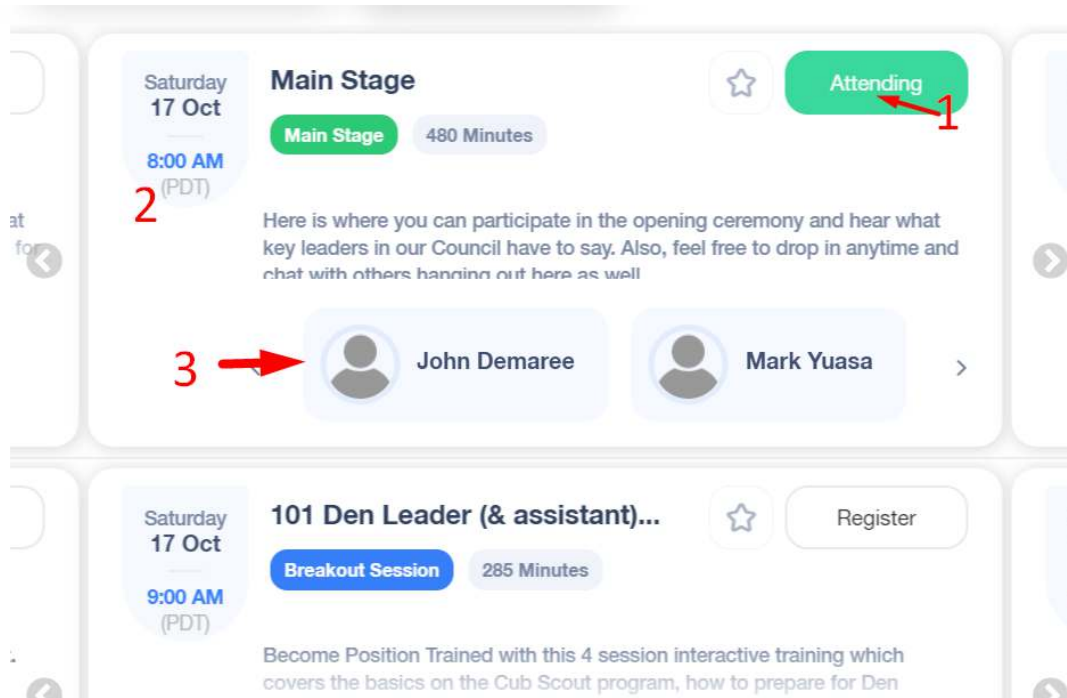 Saturday
17 Oct
8:00 AM
(PDT)
2
Main Stage
Attending
1
Main Stage
480 Minutes
Here is where you can participate in the opening ceremony and hear what
key leaders in our Council have to say. Also, feel free to drop in anytime and
chat with others hanging out here as well
at
for
3
John Demaree
Mark Yuasa
Saturday
17 Oct
9:00 AM
(PDT)
101 Den Leader (& assistant)...
Register
Breakout Session
285 Minutes
Become Position Trained with this 4 session interactive training which
covers the basics on the Cub Scout program, how to prepare for Den